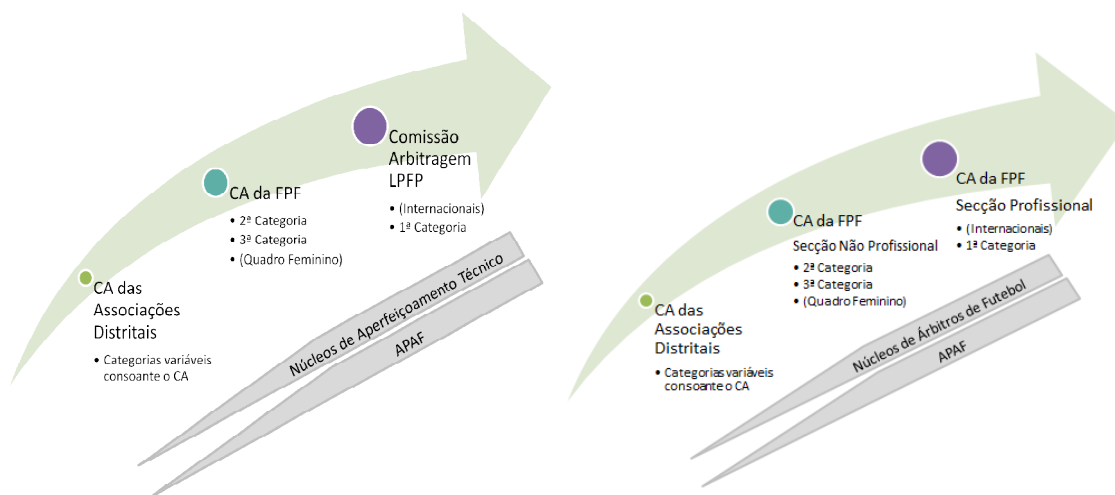 Comissão
Arbitragem
LPFP
• (Internacionais)
• 1ª Categoria
CA da FPF
• 2ª Categoria
• 3ª Categoria
• (Quadro Feminino)
CA das
Associações
Distritais
• Categorias variáveis
consoante o CA
Núcleos de Aperfeiçoamento Técnico
APAF
CA da FPF
Secção Profissional
• (Internacionais)
• 1ª Categoria
CA da FPF
Secção Não Profissional
• 2ª Categoria
• 3ª Categoria
• (Quadro Feminino)
CA das
Associações
Distritais
• Categorias variáveis
consoante o CA
Núcleos de Árbitros de Futebol
APAF